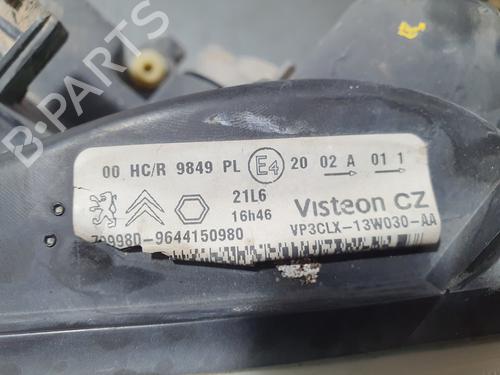 B-PARTS
00 HC/R 9849 PL E4 20 02 A 01 1
21L6
16h46
Visteon CZ
9644150980
VP3CLX-13W030-AA